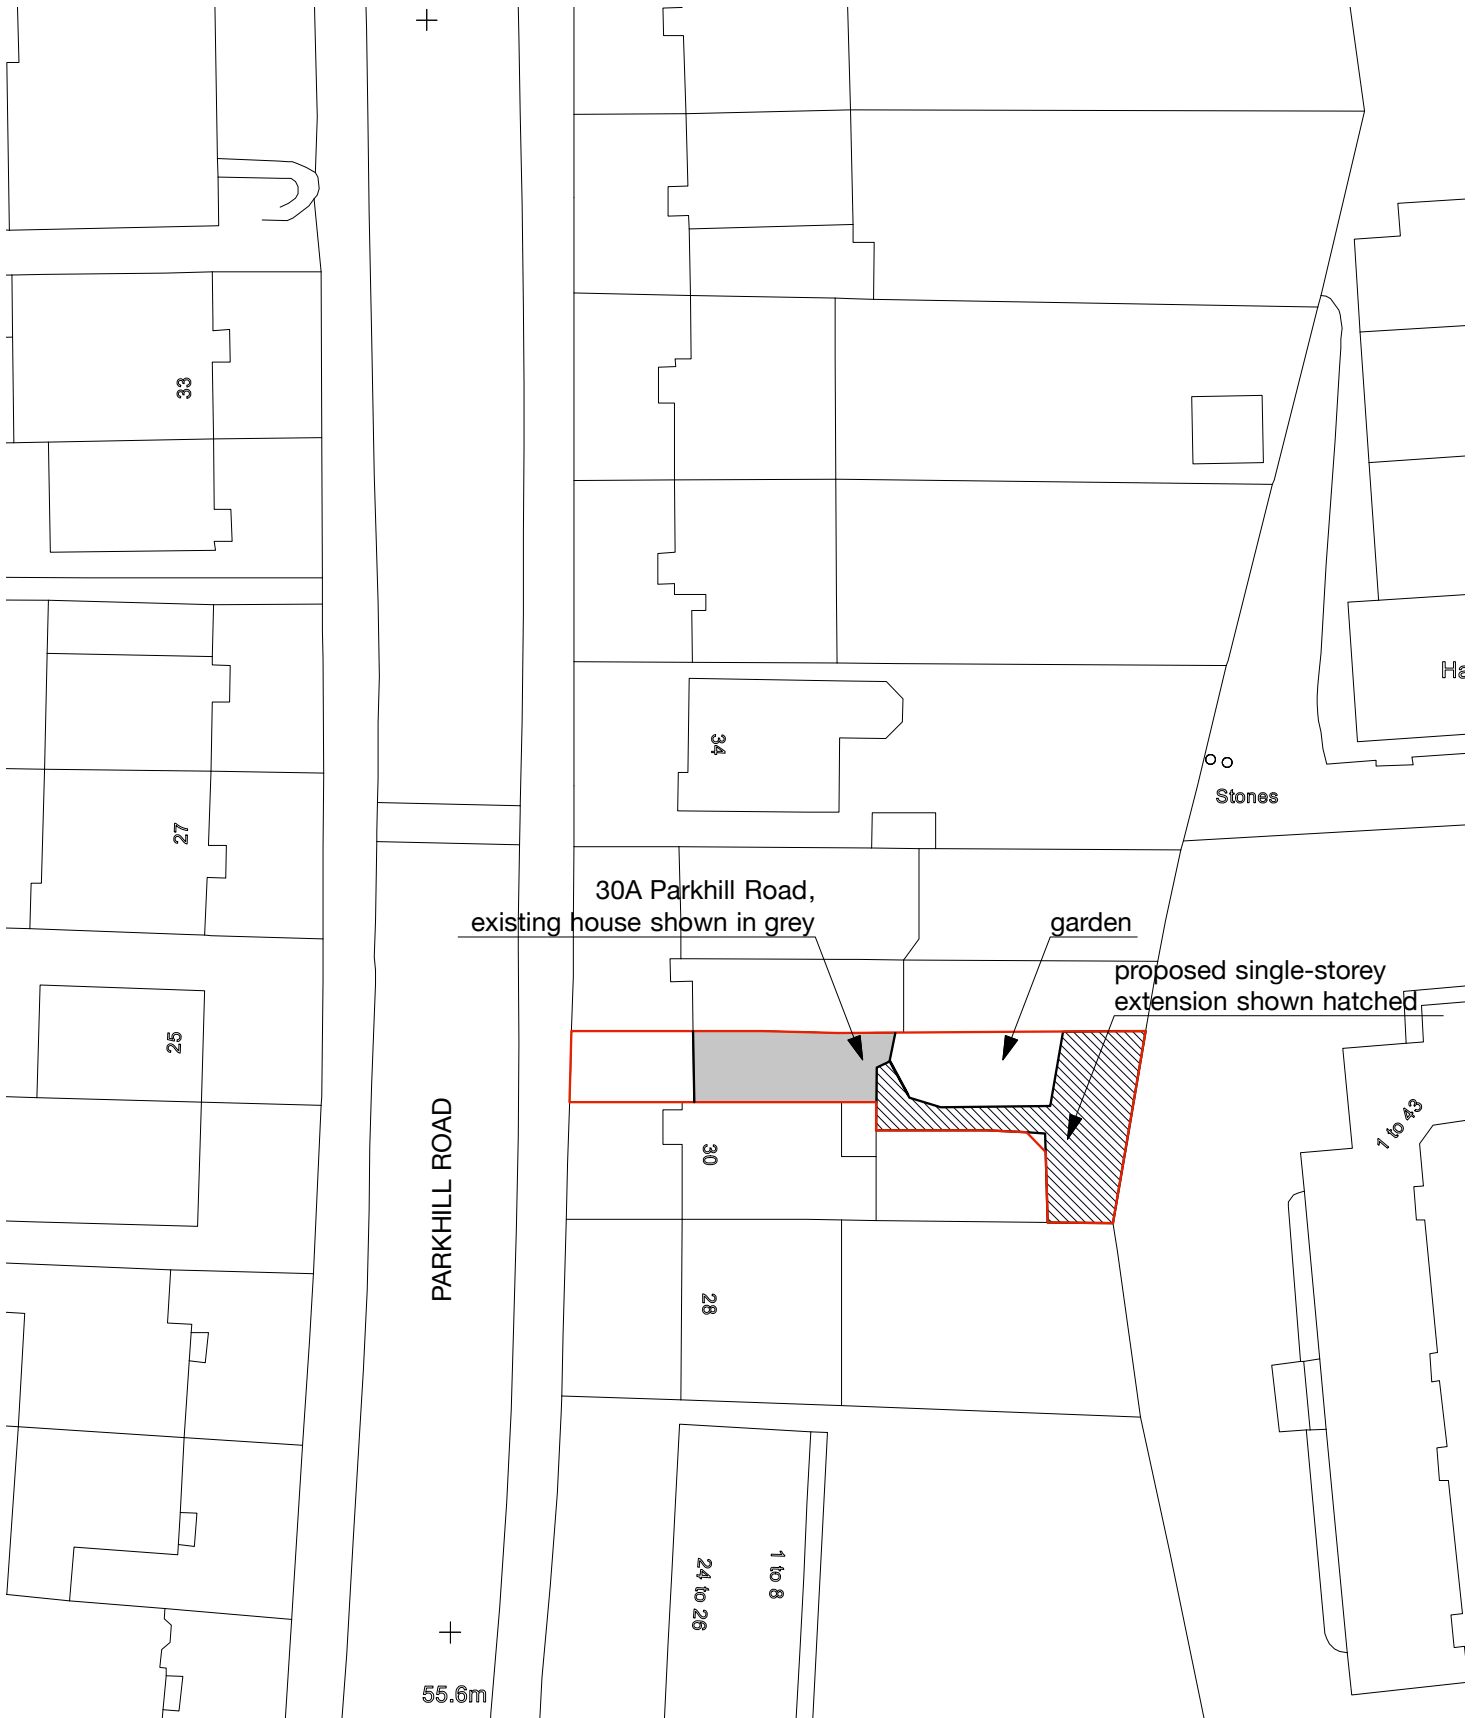 33
34
Ha
Stones
27
30A Parkhill Road,
existing house shown in grey
garden
proposed single-storey
extension shown hatched
25
PARKHILL ROAD
30
1 to 43
28
24 to 26
1 to 8
55.6m